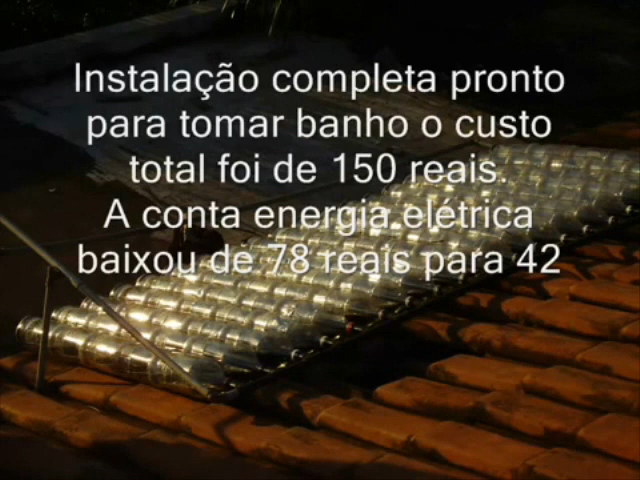 Instalação completa pronto
para tomar banho o custo
total foi de 150 reais.
A conta energia elétrica
baixou de 78 reais para 42